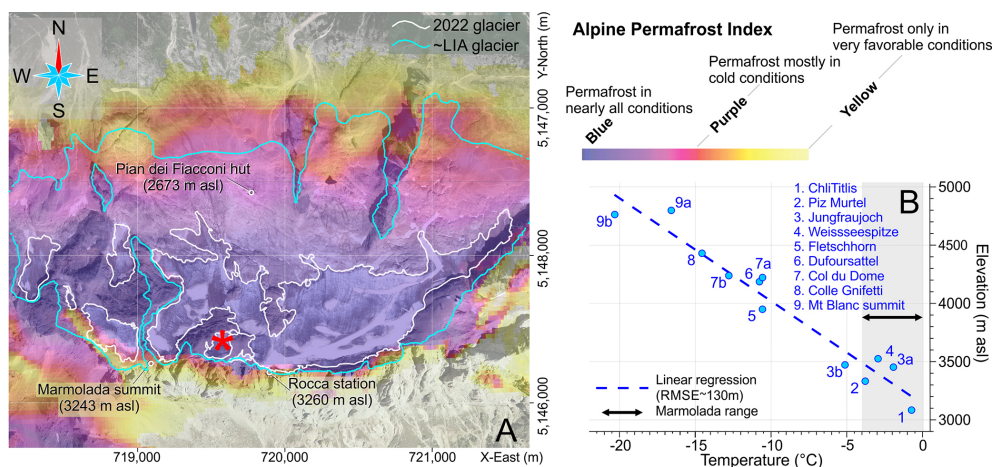 N
W E
S
2022 glacier
~LIA glacier
Y-North (m)
5,147,000
5,148,000
5,146,000
Pian dei Fiacconi hut
(2673 m asl)
Marmolada summit
(3243 m asl)
Rocca station
(3260 m asl)
A
719,000
720,000
721,000
X-East (m)
Alpine Permafrost Index
Permafrost only in
very favorable conditions
Permafrost mostly in
cold conditions
Permafrost in
nearly all conditions
Blue
Purple
Yellow
B
1. ChliTitlis
2. Piz Murtel
3. Jungfraujoch
4. Weissseespitze
5. Fletschhorn
6. Dufoursattel
7. Col du Dome
8. Colle Gnifetti
9. Mt Blanc summit
9b
9a
8
7b
7a
6
5
4
3a
3b
2
1
Linear regression
(RMSE~130m)
Marmolada range
5000
4500
4000
3500
3000
Elevation (m asl)
-20
-15
-10
-5
0
Temperature (°C)